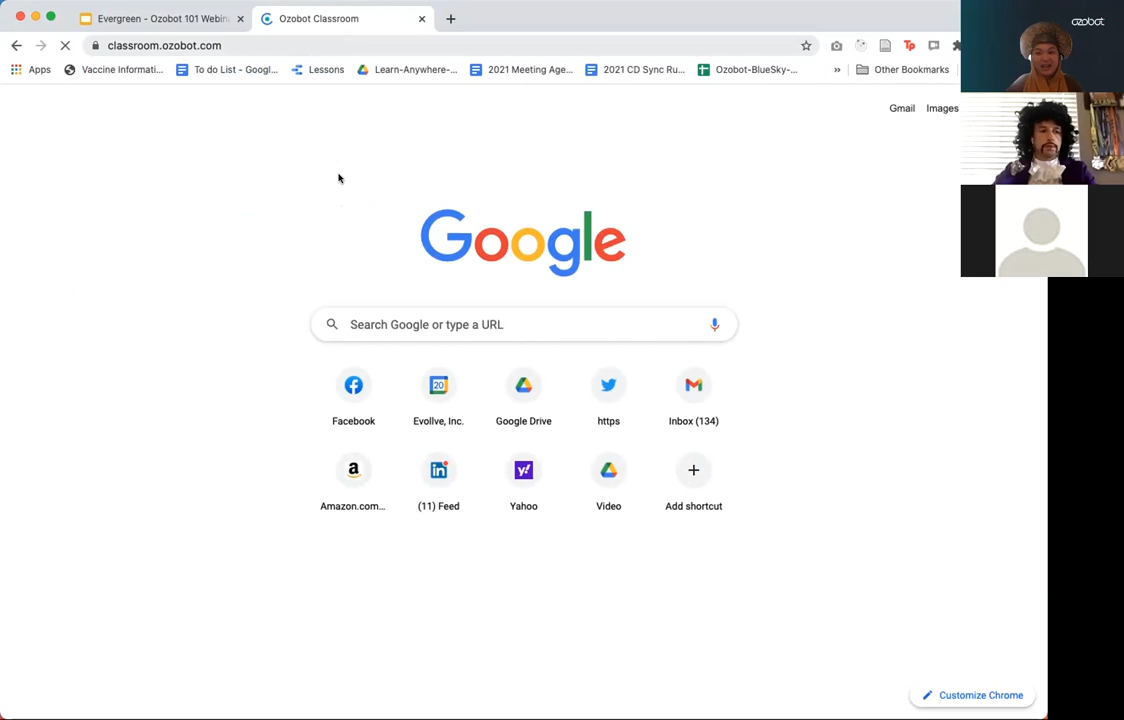 Evergreen - Ozobot 101 Webin
Ozobot Classroom
classroom.ozobot.com
Tp
Apps
Vaccine Informati...
To do List - Googl...
Lessons
Learn-Anywhere-...
2021 Meeting Age...
2021 CD Sync Ru...
Ozobot-BlueSky-...
»
Other Bookmarks
ozobot
Gmail
Images
Google
Search Google or type a URL
20
Facebook
Evollve, Inc.
Google Drive
https
Inbox (134)
a
in
y!
Amazon.com...
(11) Feed
Yahoo
Video
Add shortcut
Customize Chrome